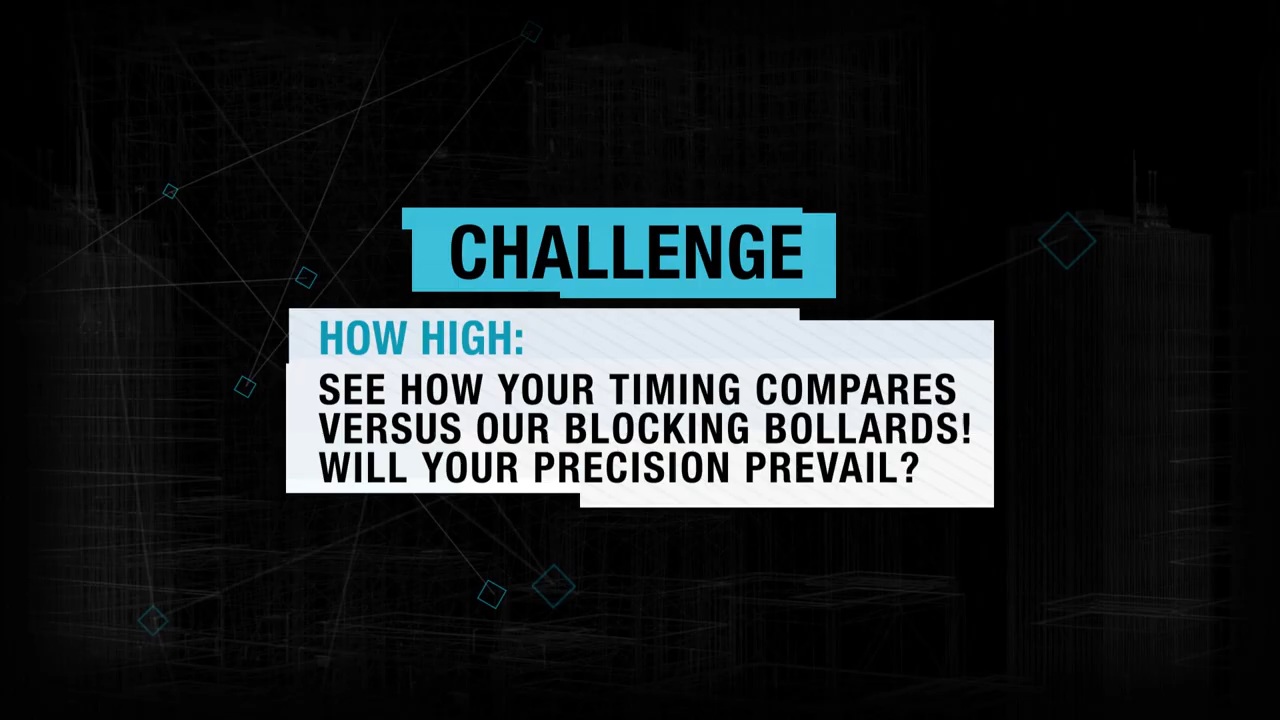 CHALLENGE
HOW HIGH:
SEE HOW YOUR TIMING COMPARES
VERSUS OUR BLOCKING BOLLARDS!
WILL YOUR PRECISION PREVAIL?